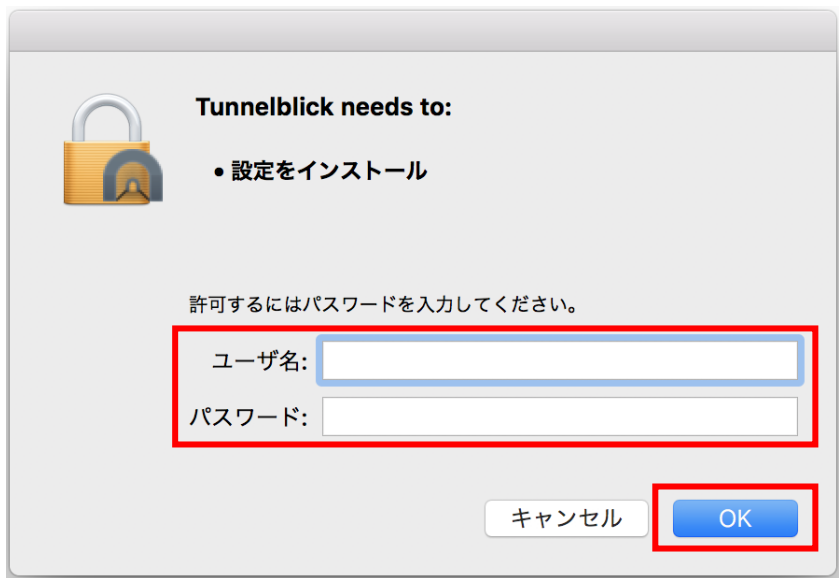 Tunnelblick needs to:
• 設定をインストール
許可するにはパスワードを入力してください。
ユーザ名:
パスワード:
キャンセル OK